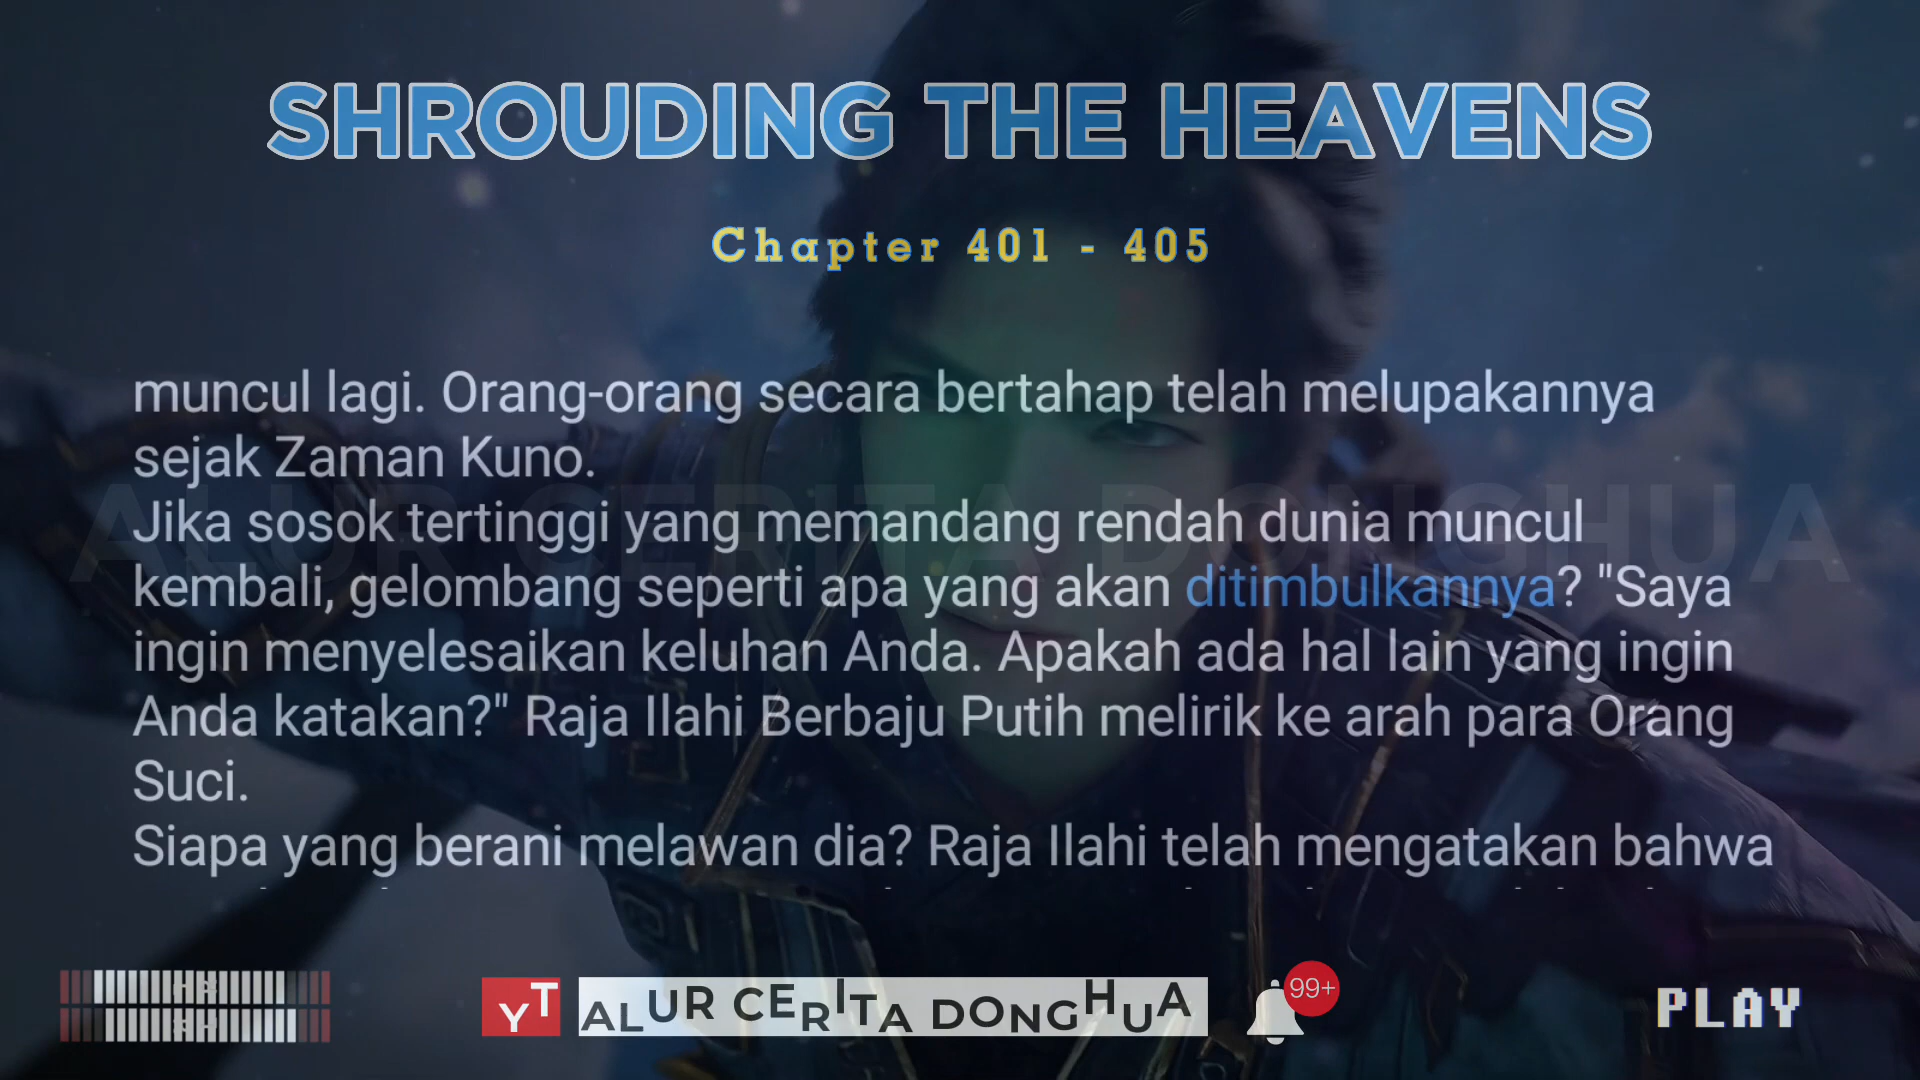 SHROUDING THE HEAVENS
Chapter 401 - 405
muncul lagi. Orang-orang secara bertahap telah melupakannya
sejak Zaman Kuno.
Jika sosok tertinggi yang memandang rendah dunia muncul
kembali, gelombang seperti apa yang akan ditimbulkannya? "Saya
ingin menyelesaikan keluhan Anda. Apakah ada hal lain yang ingin
Anda katakan?" Raja Ilahi Berbaju Putih melirik ke arah para Orang
Suci.
Siapa yang berani melawan dia? Raja Ilahi telah mengatakan bahwa
ALUR CERITA DONGHUA
YT ALUR CERITA DONGHUA
99+
PLAY